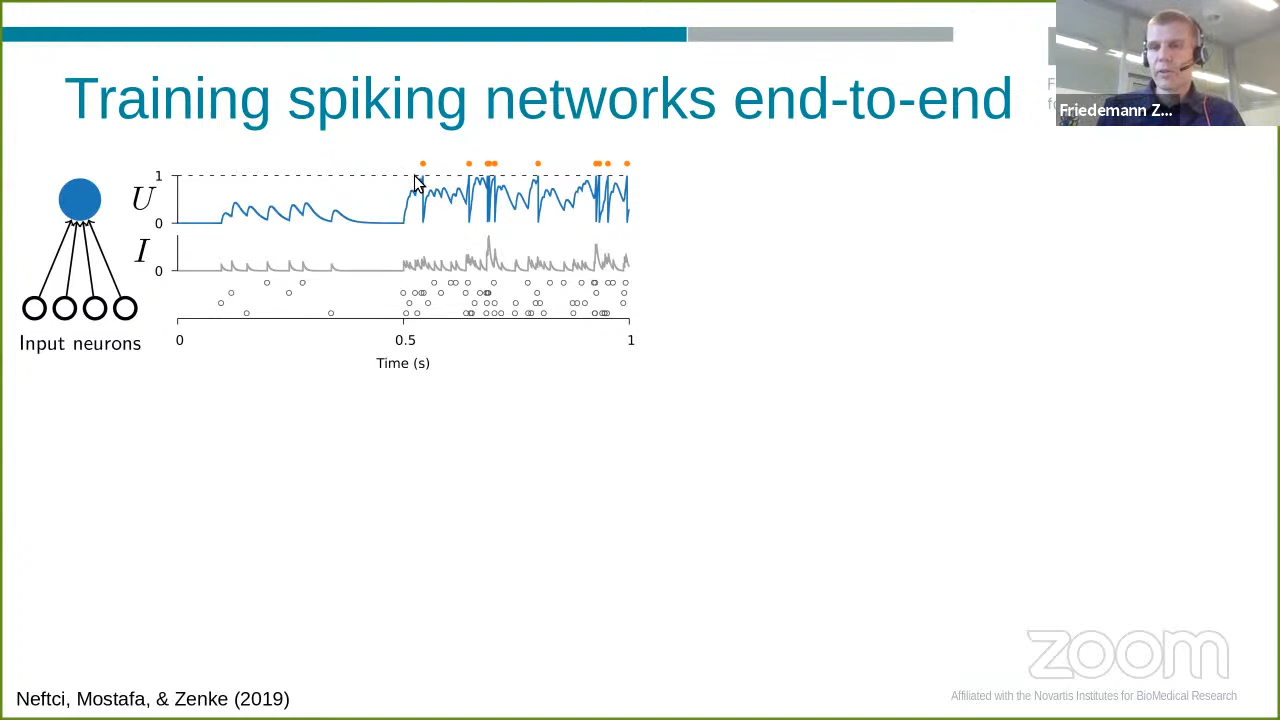 Training spiking networks end-to-end
Friedemann Z...
U
1
0
I
0
Input neurons
0
0.5
1
Time (s)
Neftci, Mostafa, & Zenke (2019)
zoom
Affiliated with the Novartis Institutes for BioMedical Research